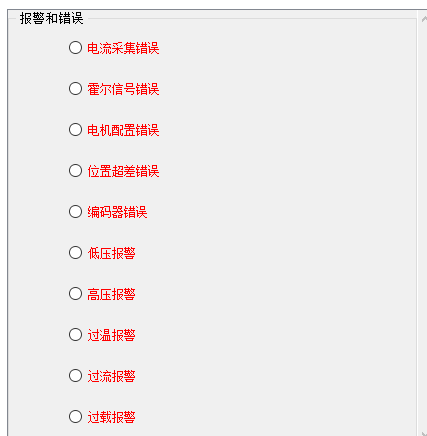 报警和错误
电流采集错误
霍尔信号错误
电机配置错误
位置超差错误
编码器错误
低压报警
高压报警
过温报警
过流报警
过载报警